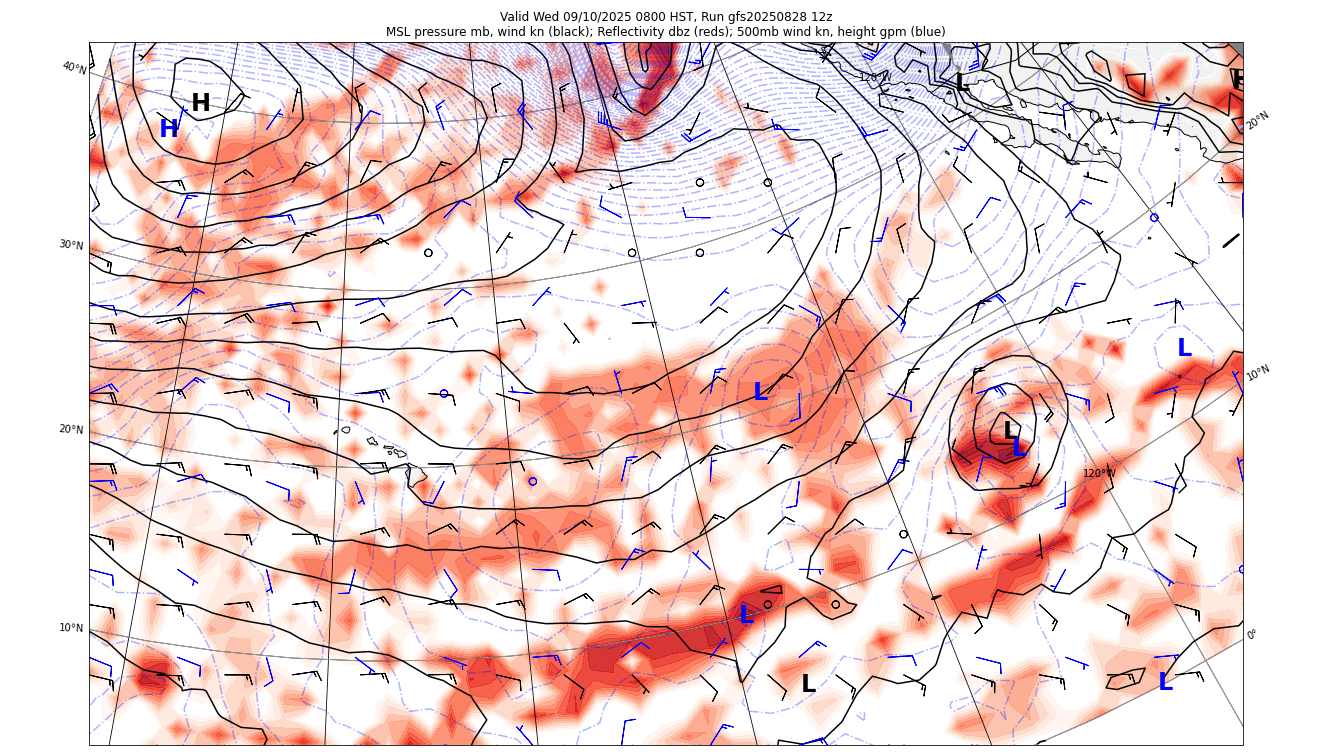 Valid Wed 09/10/2025 0800 HST, Run gfs20250828 12z
MSL pressure mb, wind kn (black); Reflectivity dbz (reds); 500mb wind kn, height gpm (blue)
40°N
H
H
120°W
L
H
20°N
30°N
L
10°N
L
20°N
L
L
120°W
10°N
L
0°
L
L